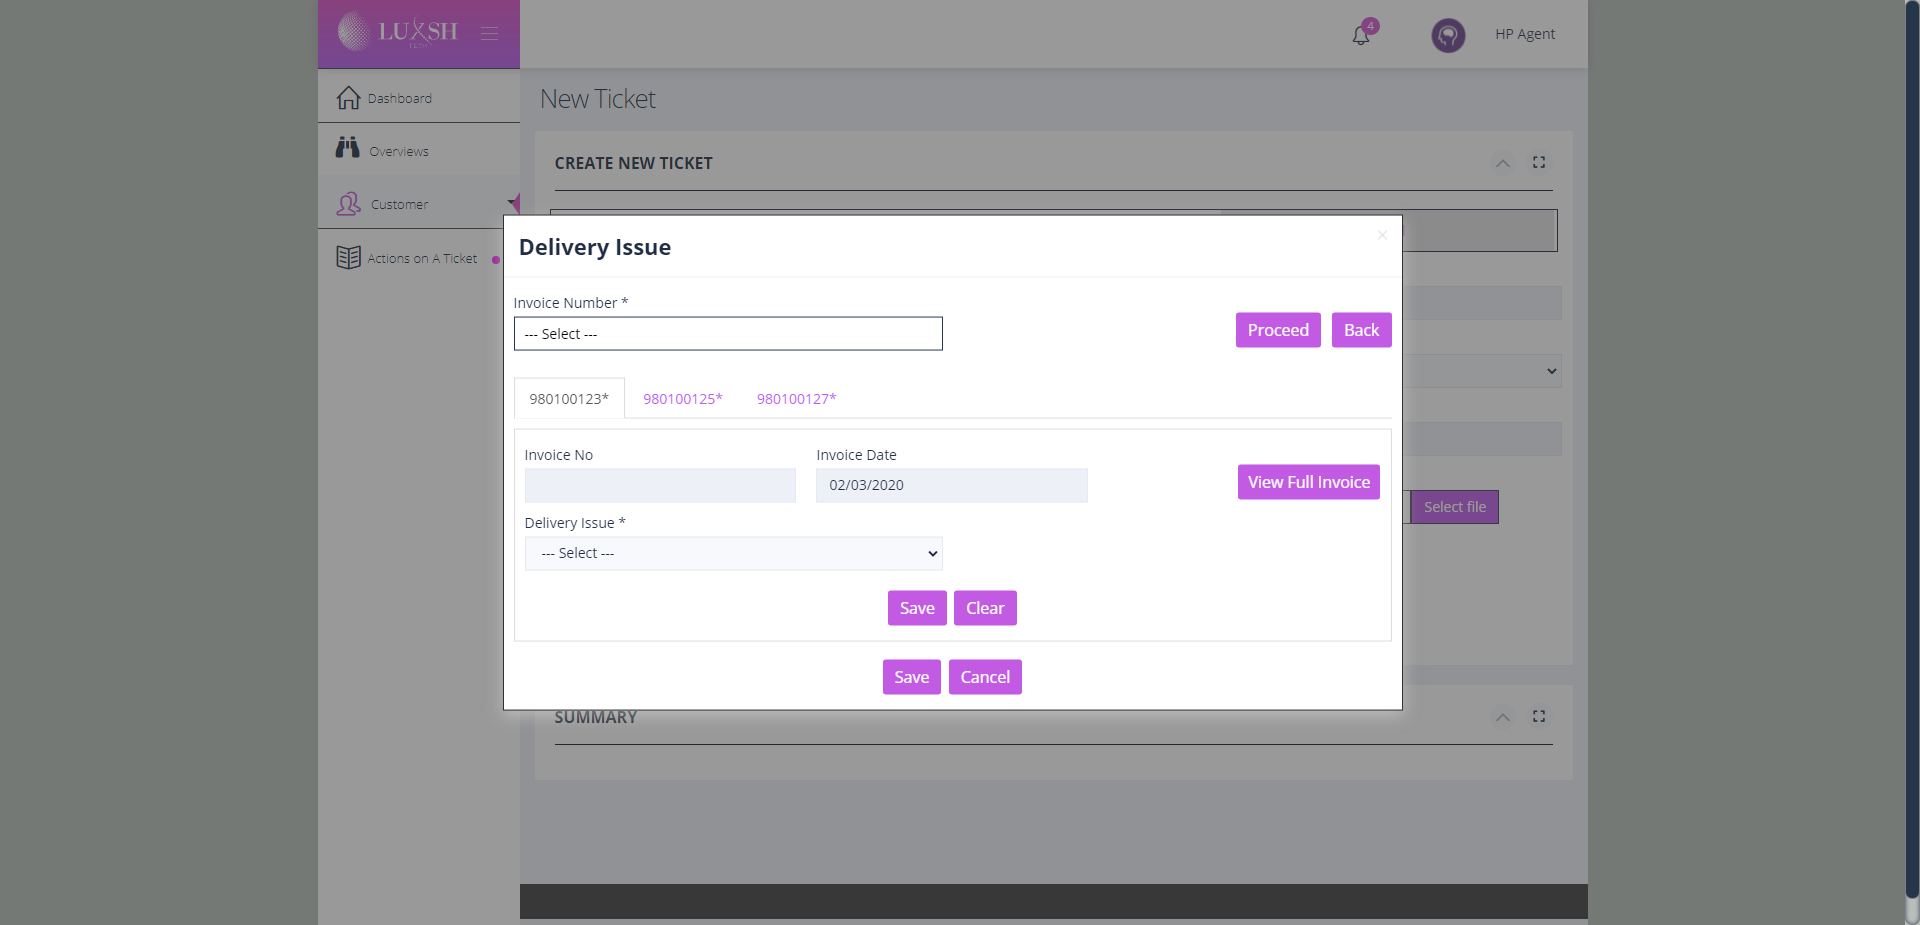 LUXSH
4
HP Agent
Dashboard
Overviews
Customer
Actions on A Ticket
New Ticket
CREATE NEW TICKET
Delivery Issue
×
Invoice Number *
--- Select ---
Proceed
Back
980100123*
980100125*
980100127*
Invoice No
Invoice Date
02/03/2020
View Full Invoice
Delivery Issue *
--- Select ---
Save
Clear
Save
Cancel
Select file
SUMMARY